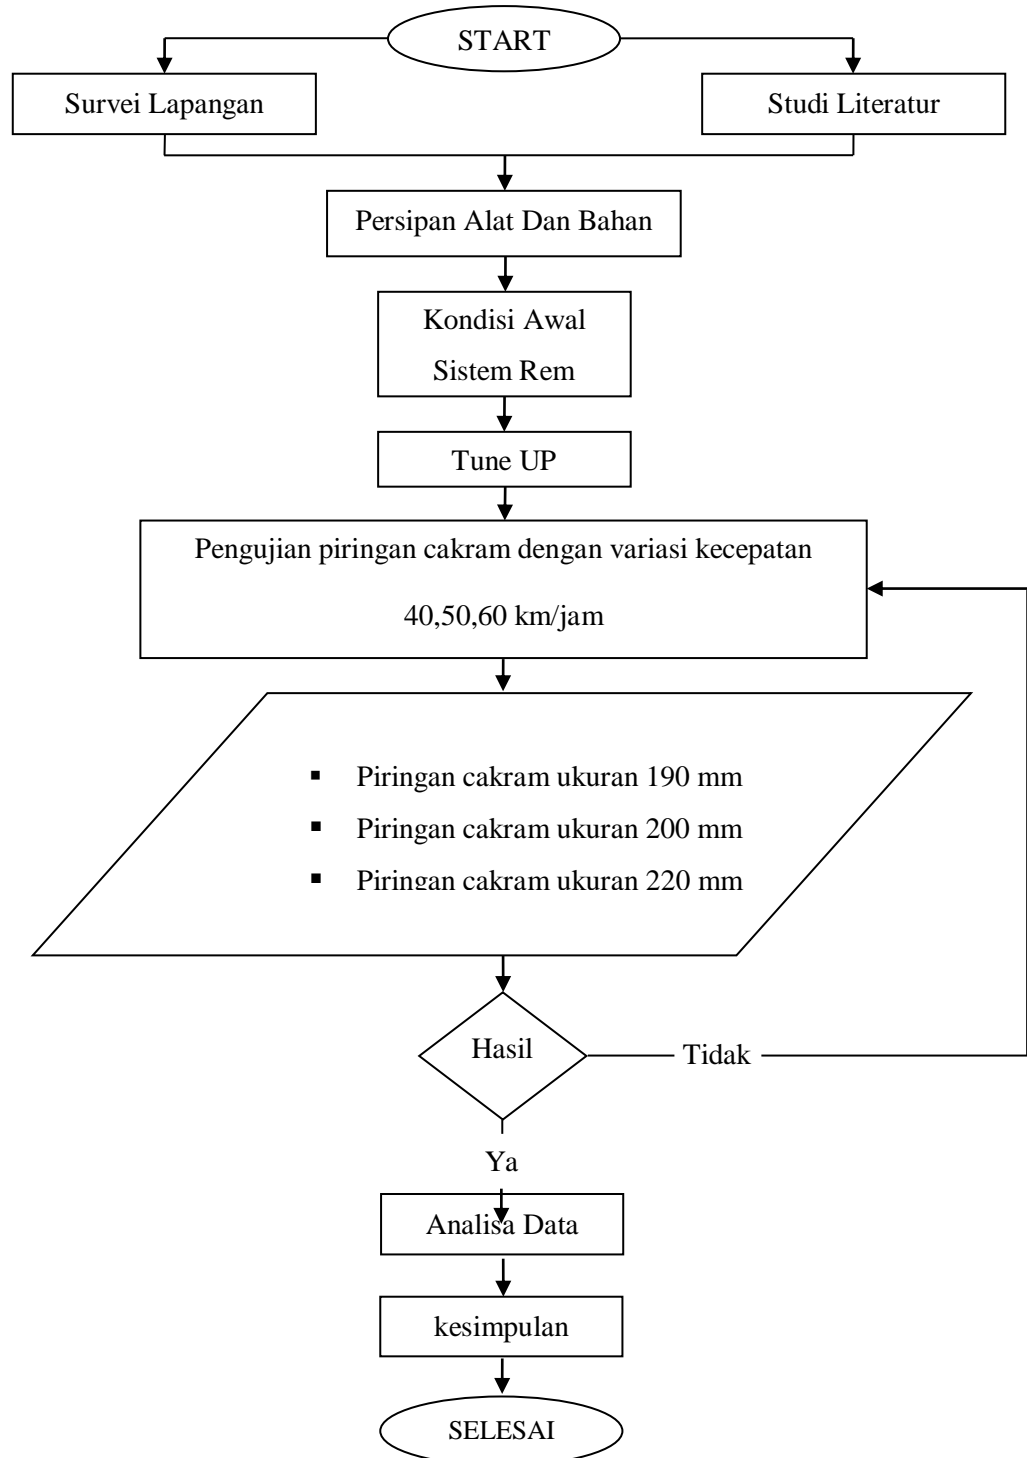 START
Survei Lapangan
Studi Literatur
Persipan Alat Dan Bahan
Kondisi Awal
Sistem Rem
Tune UP
Pengujian piringan cakram dengan variasi kecepatan
40,50,60 km/jam
▪ Piringan cakram ukuran 190 mm
▪ Piringan cakram ukuran 200 mm
▪ Piringan cakram ukuran 220 mm
Hasil
Tidak
Ya
Analisa Data
kesimpulan
SELESAI